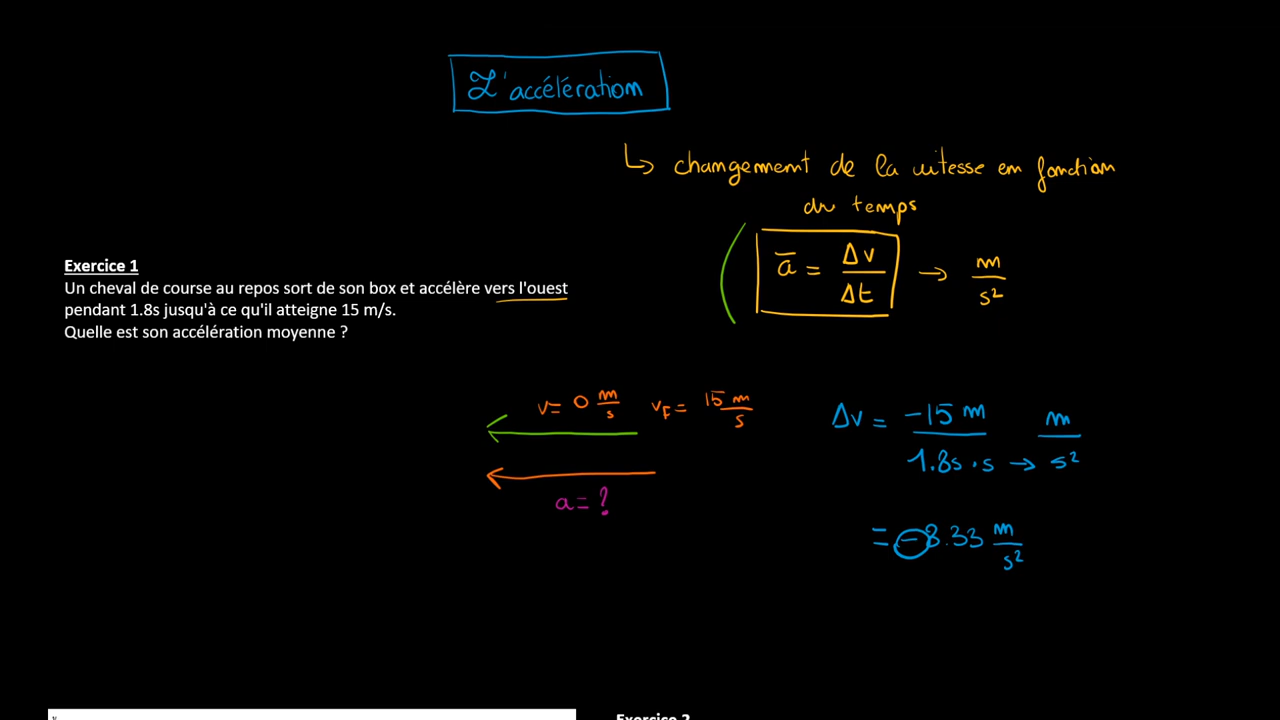 L'accélération
↳ changement de la vitesse en fonction
du temps
a̅ = Δv / Δt → m / s²
Exercice 1
Un cheval de course au repos sort de son box et accélère vers l'ouest
pendant 1.8s jusqu'à ce qu'il atteigne 15 m/s.
Quelle est son accélération moyenne ?
v= 0 m/s vF = 15 m/s
a = ?
Δv = -15 m / 1.8s · s → m / s²
= -8.33 m/s²
Exercice 2
v